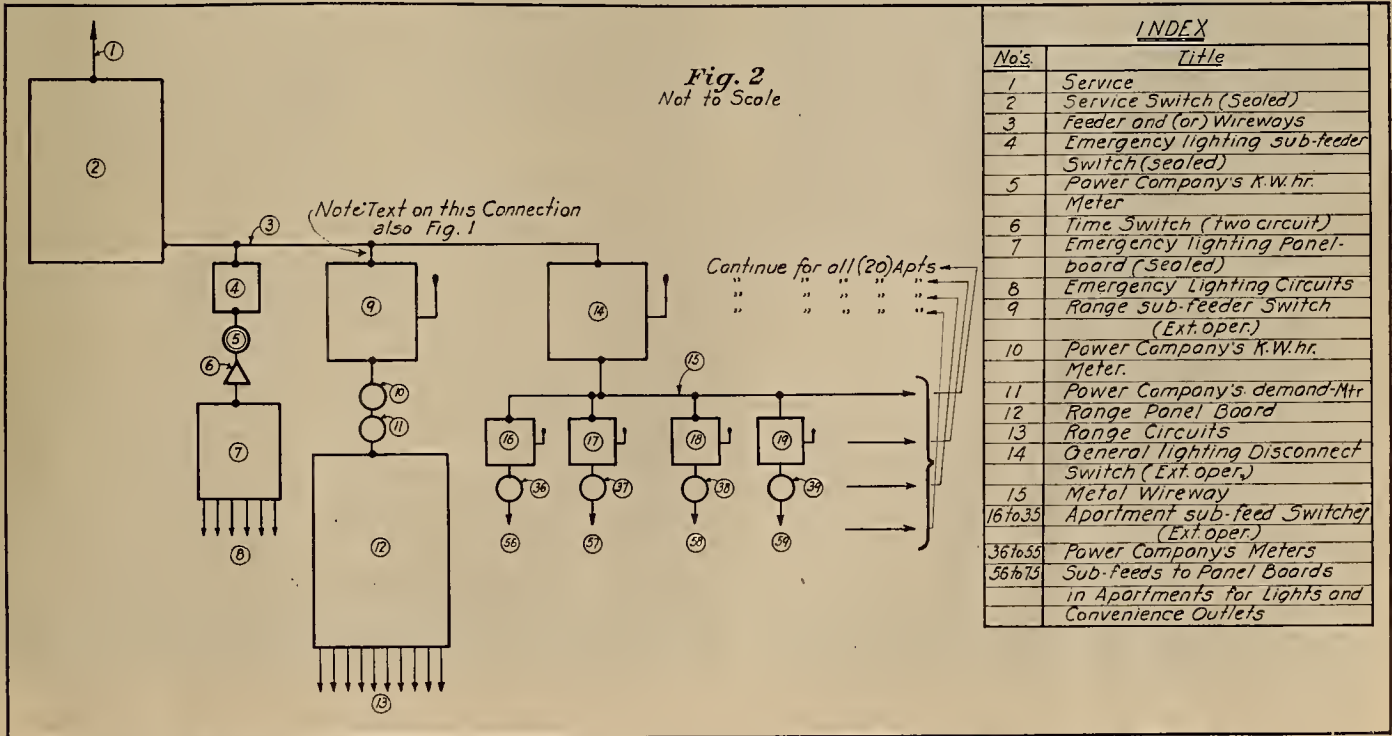 Fig. 2
Not to Scale
1
2
3
Note: Text on this Connection
also Fig. 1
4
5
6
7
8
9
10
11
12
13
14
Continue for all (20) Apts
" " " " "
" " " " "
" " " " "
15
16
17
18
19
36
37
38
39
56
57
58
59
INDEX
No's. Title
1 Service
2 Service Switch (Sealed)
3 Feeder and (or) Wireways
4 Emergency lighting sub-feeder
Switch (sealed)
5 Power Company's K.W.hr.
Meter
6 Time Switch (two circuit)
7 Emergency lighting Panel-
board (Sealed)
8 Emergency Lighting Circuits
9 Range sub-feeder Switch
(Ext. oper.)
10 Power Company's K.W.hr.
Meter.
11 Power Company's demand-Mtr
12 Range Panel Board
13 Range Circuits
14 General lighting Disconnect
Switch (Ext. oper.)
15 Metal Wireway
16 to 35 Apartment sub-feed Switches
(Ext. oper.)
36 to 55 Power Company's Meters
56 to 75 Sub-feeds to Panel Boards
in Apartments for Lights and
Convenience Outlets